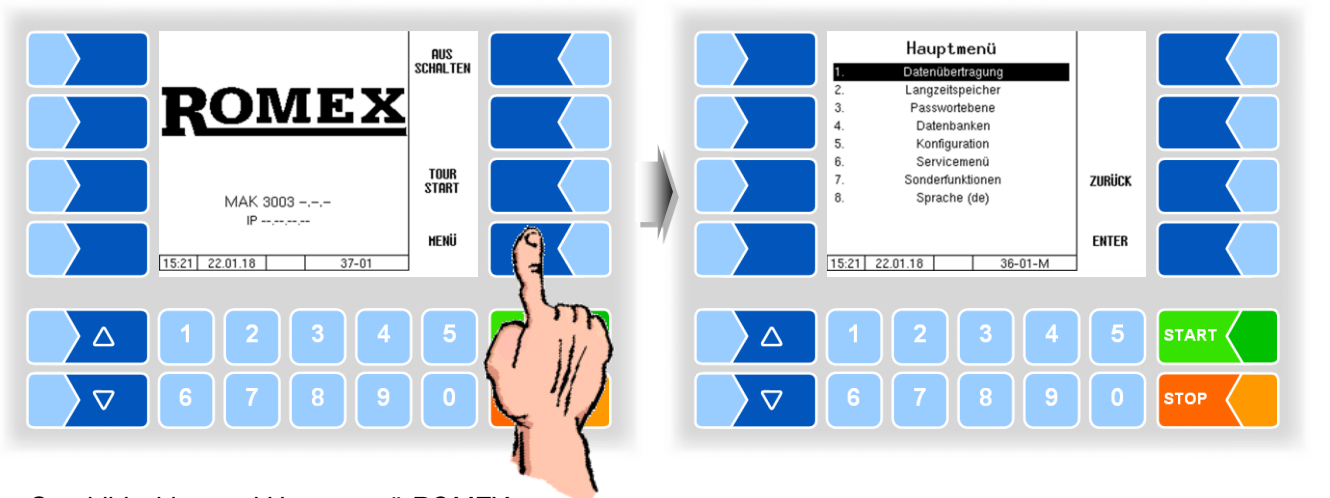 AUS
SCHALTEN
ROMEX
TOUR
START
MAK 3003 -.-.-
IP --.--.--.--
MENÜ
15:21 22.01.18 37-01
1 2 3 4 5
6 7 8 9 0
Hauptmenü
1. Datenübertragung
2. Langzeitspeicher
3. Passwortebene
4. Datenbanken
5. Konfiguration
6. Servicemenü
7. Sonderfunktionen
8. Sprache (de)
ZURÜCK
ENTER
15:21 22.01.18 36-01-M
1 2 3 4 5 START
6 7 8 9 0 STOP